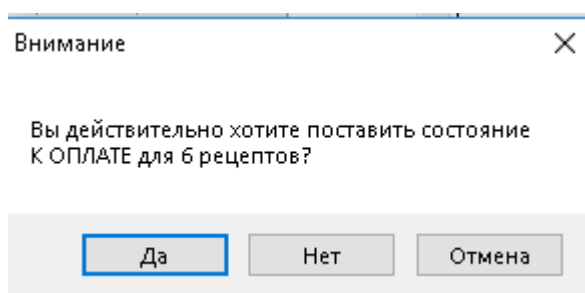 Внимание
Вы действительно хотите поставить состояние
К ОПЛАТЕ для 6 рецептов?
Да Нет Отмена